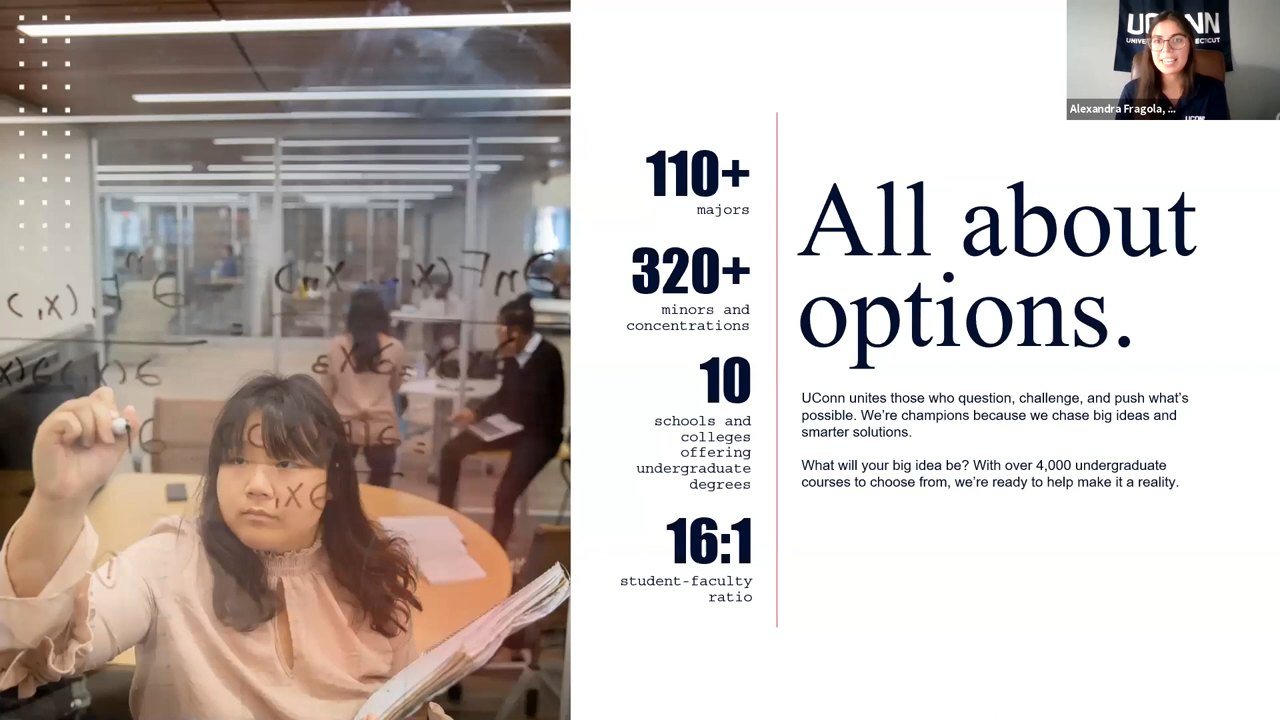 UCONN
Alexandra Fragola, ...
UCONN
110+
majors
320+
minors and
concentrations
10
schools and
colleges
offering
undergraduate
degrees
16:1
student-faculty
ratio
All about
options.
UConn unites those who question, challenge, and push what's
possible. We're champions because we chase big ideas and
smarter solutions.
What will your big idea be? With over 4,000 undergraduate
courses to choose from, we're ready to help make it a reality.